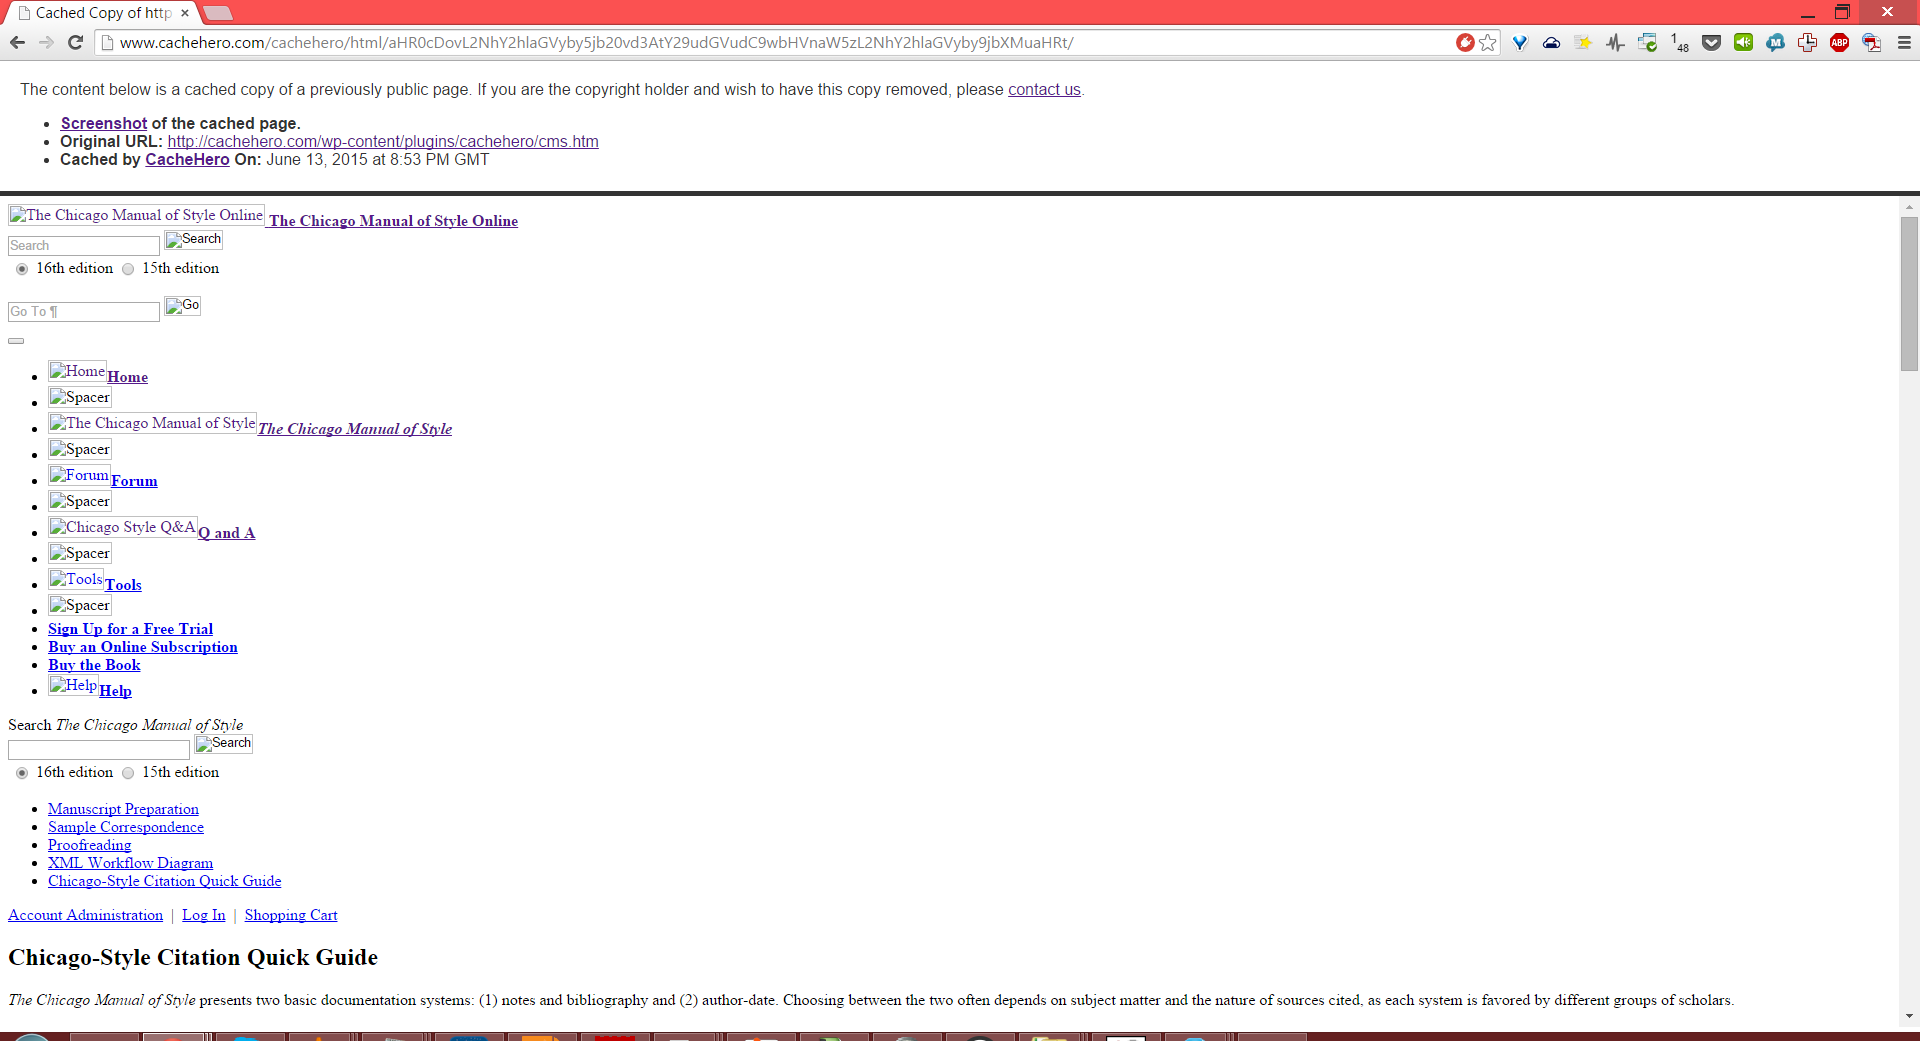 Cached Copy of http
www.cachehero.com/cachehero/html/aHR0cDovL2NhY2hlaGVyby5jb20vd3AtY29udGVudC9wbHVnaW5zL2NhY2hlaGVyby9jbXMuaHRt/
1 48
M
ABP
The content below is a cached copy of a previously public page. If you are the copyright holder and wish to have this copy removed, please contact us.
Screenshot of the cached page.
Original URL: http://cachehero.com/wp-content/plugins/cachehero/cms.htm
Cached by CacheHero On: June 13, 2015 at 8:53 PM GMT
The Chicago Manual of Style Online The Chicago Manual of Style Online
Search Search
16th edition 15th edition
Go To ¶ Go
Home Home
Spacer
The Chicago Manual of Style The Chicago Manual of Style
Spacer
Forum Forum
Spacer
Chicago Style Q&A Q and A
Spacer
Tools Tools
Spacer
Sign Up for a Free Trial
Buy an Online Subscription
Buy the Book
Help Help
Search The Chicago Manual of Style
Search
16th edition 15th edition
Manuscript Preparation
Sample Correspondence
Proofreading
XML Workflow Diagram
Chicago-Style Citation Quick Guide
Account Administration | Log In | Shopping Cart
Chicago-Style Citation Quick Guide
The Chicago Manual of Style presents two basic documentation systems: (1) notes and bibliography and (2) author-date. Choosing between the two often depends on subject matter and the nature of sources cited, as each system is favored by different groups of scholars.